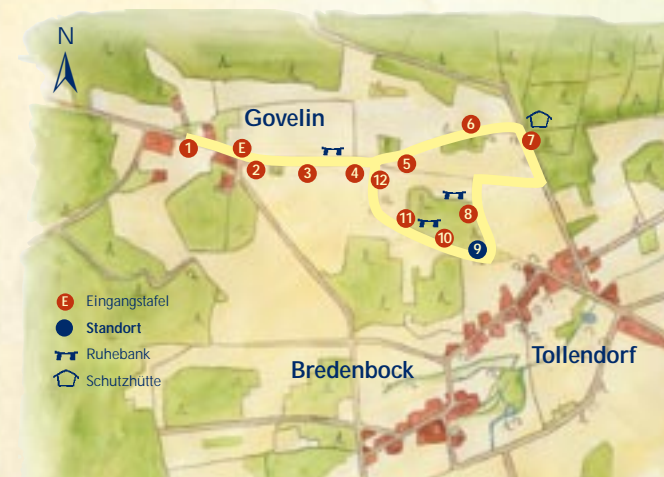 N
Govelin
6
7
1
E
2
3
4
5
12
11
8
10
9
E Eingangstafel
Standort
Ruhebank
Schutzhütte
Bredenbock
Tollendorf